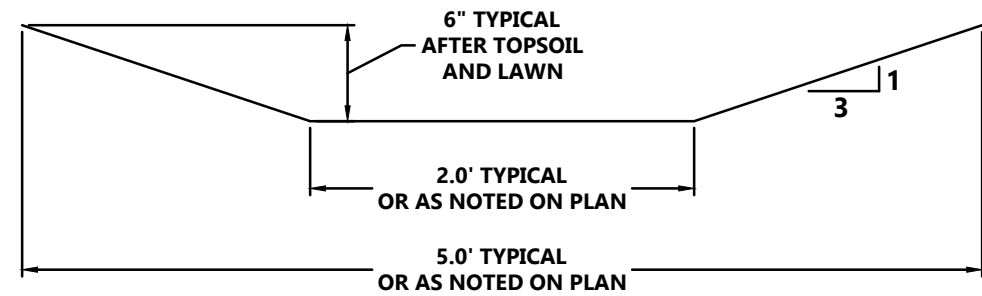 6" TYPICAL
AFTER TOPSOIL
AND LAWN
1
3
2.0' TYPICAL
OR AS NOTED ON PLAN
5.0' TYPICAL
OR AS NOTED ON PLAN